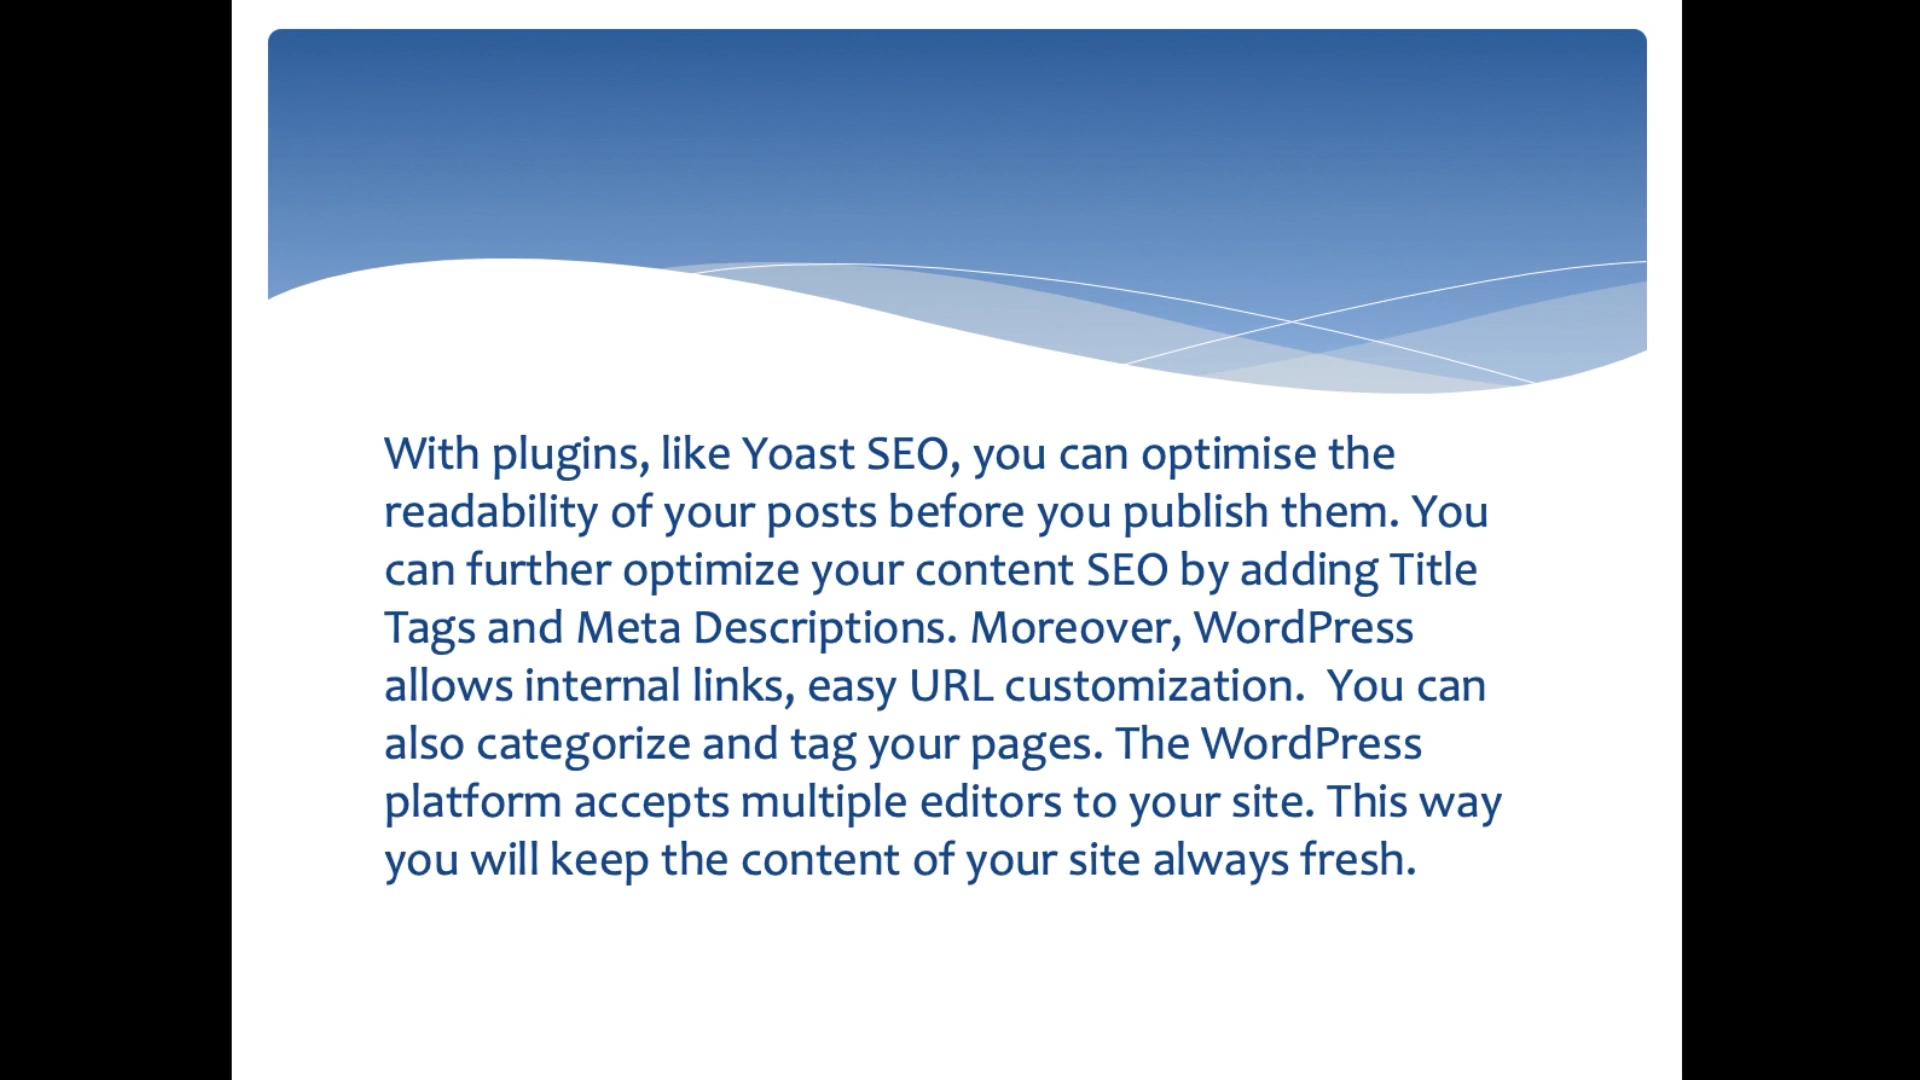 With plugins, like Yoast SEO, you can optimise the
readability of your posts before you publish them. You
can further optimize your content SEO by adding Title
Tags and Meta Descriptions. Moreover, WordPress
allows internal links, easy URL customization.  You can
also categorize and tag your pages. The WordPress
platform accepts multiple editors to your site. This way
you will keep the content of your site always fresh.